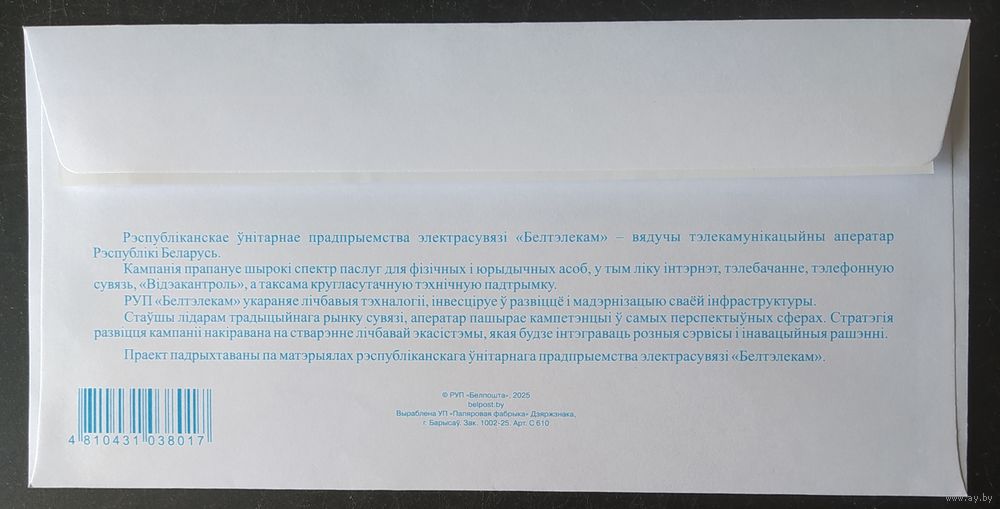 Рэспубліканскае ўнітарнае прадпрыемства электрасувязі «Белтэлекам» – вядучы тэлекамунікацыйны аператар
Рэспублікі Беларусь.
Кампанія прапануе шырокі спектр паслуг для фізічных і юрыдычных асоб, у тым ліку інтэрнэт, тэлебачанне, тэлефонную
сувязь, «Відэакантроль», а таксама кругласутачную тэхнічную падтрымку.
РУП «Белтэлекам» укараняе лічбавыя тэхналогіі, інвесціруе ў развіццё і мадэрнізацыю сваёй інфраструктуры.
Стаўшы лідарам традыцыйнага рынку сувязі, аператар пашырае кампетэнцыі ў самых перспектыўных сферах. Стратэгія
развіцця кампаніі накіравана на стварэнне лічбавай экасістэмы, якая будзе інтэграваць розныя сэрвісы і інавацыйныя рашэнні.
Праект падрыхтаваны па матэрыялах рэспубліканскага ўнітарнага прадпрыемства электрасувязі «Белтэлекам».
© РУП «Белпошта», 2025
belpost.by
Выраблена УП «Папяровая фабрыка» Дзяржзнака,
г. Барысаў. Зак. 1002-25. Арт. С 610
4 810431 038017
www.ay.by